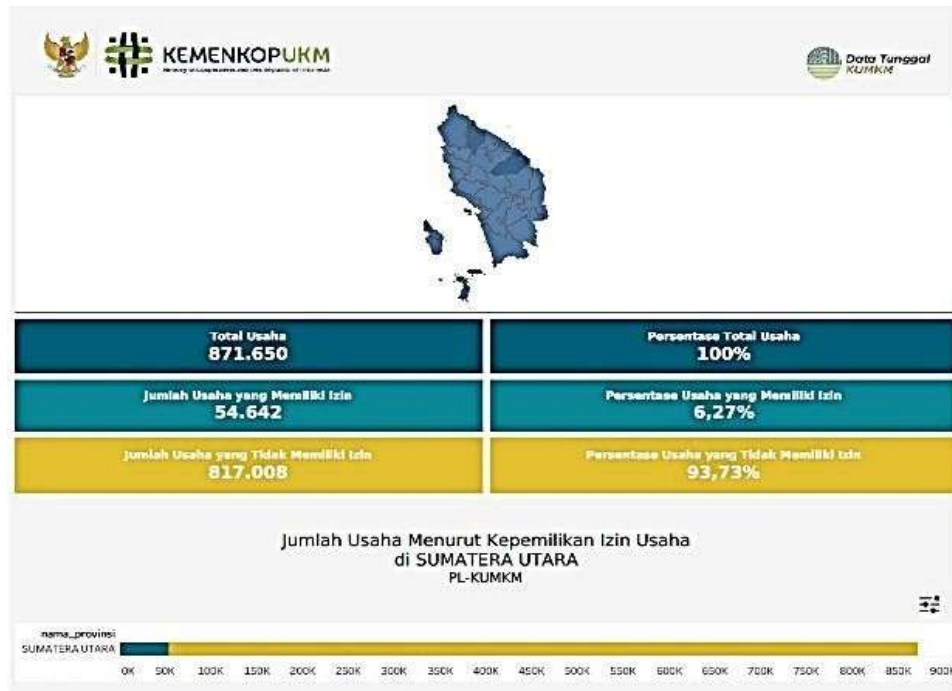 KEMENKOPUKM
Data Tunggal
KUMKM
Total Usaha
871.650
Persentase Total Usaha
100%
Jumlah Usaha yang Memiliki Izin
54.642
Persentase Usaha yang Memiliki Izin
6,27%
Jumlah Usaha yang Tidak Memiliki Izin
817.008
Persentase Usaha yang Tidak Memiliki Izin
93,73%
Jumlah Usaha Menurut Kepemilikan Izin Usaha
di SUMATERA UTARA
PL-KUMKM
nama_provinsi
SUMATERA UTARA
0K 50K 100K 150K 200K 250K 300K 350K 400K 450K 500K 550K 600K 650K 700K 750K 800K 850K 900K